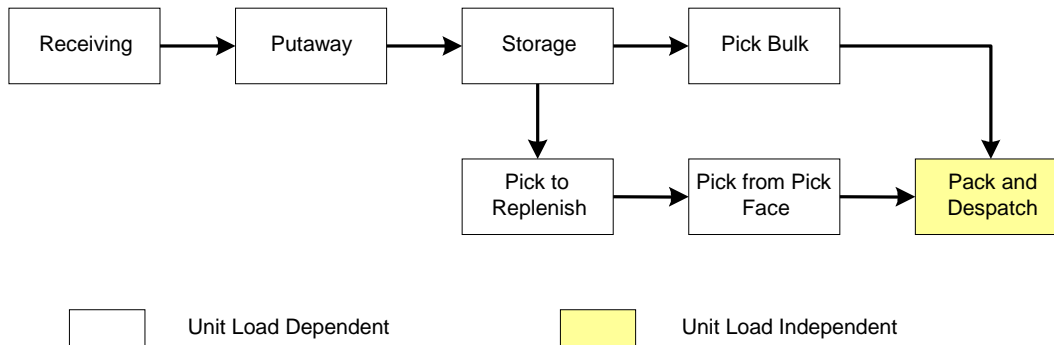 Receiving
Putaway
Storage
Pick Bulk
Pick to
Replenish
Pick from Pick
Face
Pack and
Despatch
Unit Load Dependent
Unit Load Independent